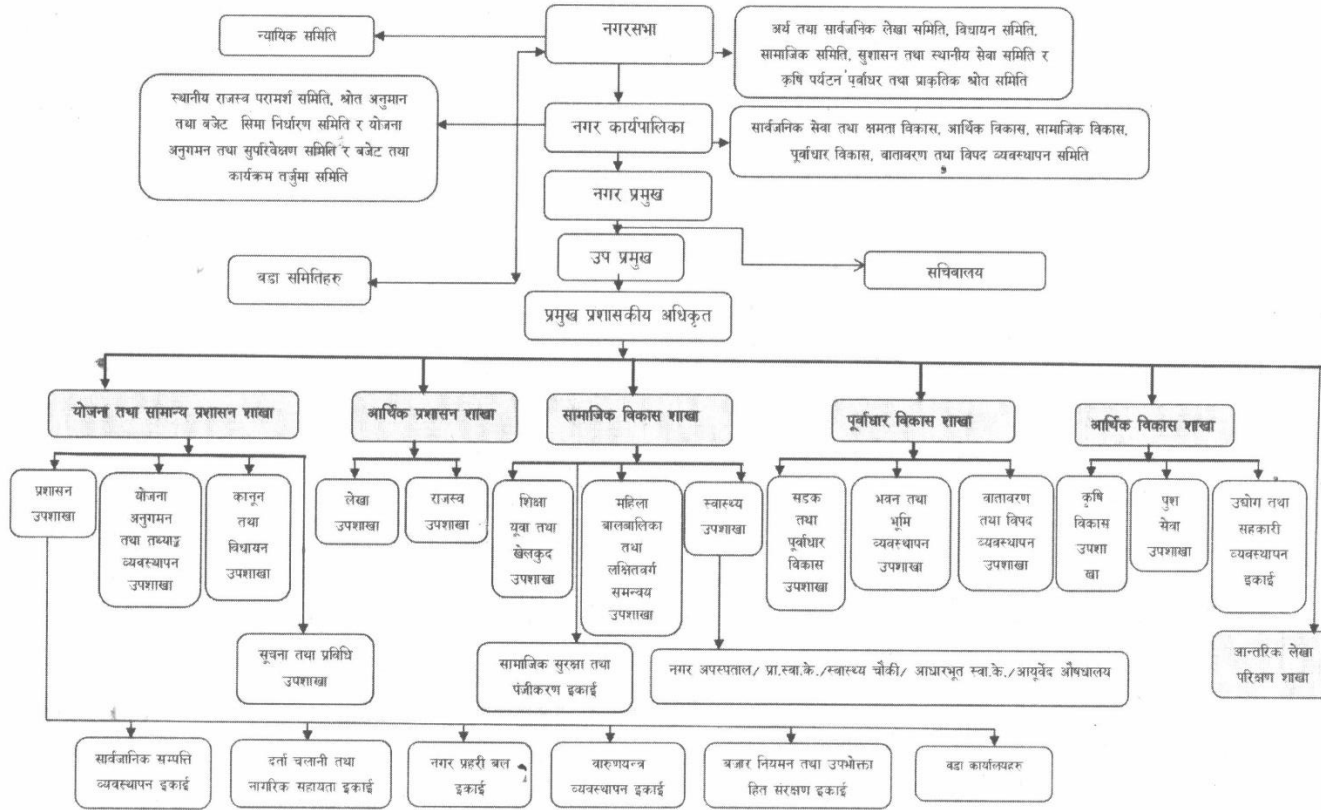 नगरसभा
न्यायिक समिति
अर्थ तथा सार्वजनिक लेखा समिति, विधायन समिति,
सामाजिक समिति, सुशासन तथा स्थानीय सेवा समिति र
कृषि पर्यटन पूर्वाधर तथा प्राकृतिक श्रोत समिति
स्थानीय राजस्व परामर्श समिति, श्रोत अनुमान
तथा बजेट सिमा निर्धारण समिति र योजना
अनुगमन तथा सुपरिवेक्षण समिति र बजेट तथा
कार्यक्रम तर्जुमा समिति
नगर कार्यपालिका
सार्वजनिक सेवा तथा क्षमता विकास, आर्थिक विकास, सामाजिक विकास,
पूर्वाधार विकास, वातावरण तथा विपद व्यवस्थापन समिति
नगर प्रमुख
उप प्रमुख
वडा समितिहरु
सचिवालय
प्रमुख प्रशासकीय अधिकृत
योजना तथा सामान्य प्रशासन शाखा
आर्थिक प्रशासन शाखा
सामाजिक विकास शाखा
पूर्वाधार विकास शाखा
आर्थिक विकास शाखा
प्रशासन
उपशाखा
योजना
अनुगमन
तथा तथ्याङ्क
व्यवस्थापन
उपशाखा
कानून
तथा
विधायन
उपशाखा
लेखा
उपशाखा
राजस्व
उपशाखा
शिक्षा
यूवा तथा
खेलकुद
उपशाखा
महिला
बालबालिका
तथा
लक्षितवर्ग
समन्वय
उपशाखा
स्वास्थ्य
उपशाखा
सडक
तथा
पूर्वाधार
विकास
उपशाखा
भवन तथा
भूमि
व्यवस्थापन
उपशाखा
वातावरण
तथा विपद
व्यवस्थापन
उपशाखा
कृषि
विकास
उपशा
खा
पुश
सेवा
उपशाखा
उद्योग तथा
सहकारी
व्यवस्थापन
इकाई
सूचना तथा प्रविधि
उपशाखा
सामाजिक सुरक्षा तथा
पंजीकरण इकाई
नगर अपस्पताल/ प्रा.स्वा.के./स्वास्थ्य चौकी/ आधारभूत स्वा.के./आयूर्वेद औषधालय
आन्तरिक लेखा
परिक्षण शाखा
सार्वजानिक सम्पत्ति
व्यवस्थापन इकाई
दर्ता चलानी तथा
नागरिक सहायता इकाई
नगर प्रहरी बल
इकाई
वारुणयन्त्र
व्यवस्थापन इकाई
बजार नियमन तथा उपभोक्ता
हित संरक्षण इकाई
वडा कार्यालयहरु